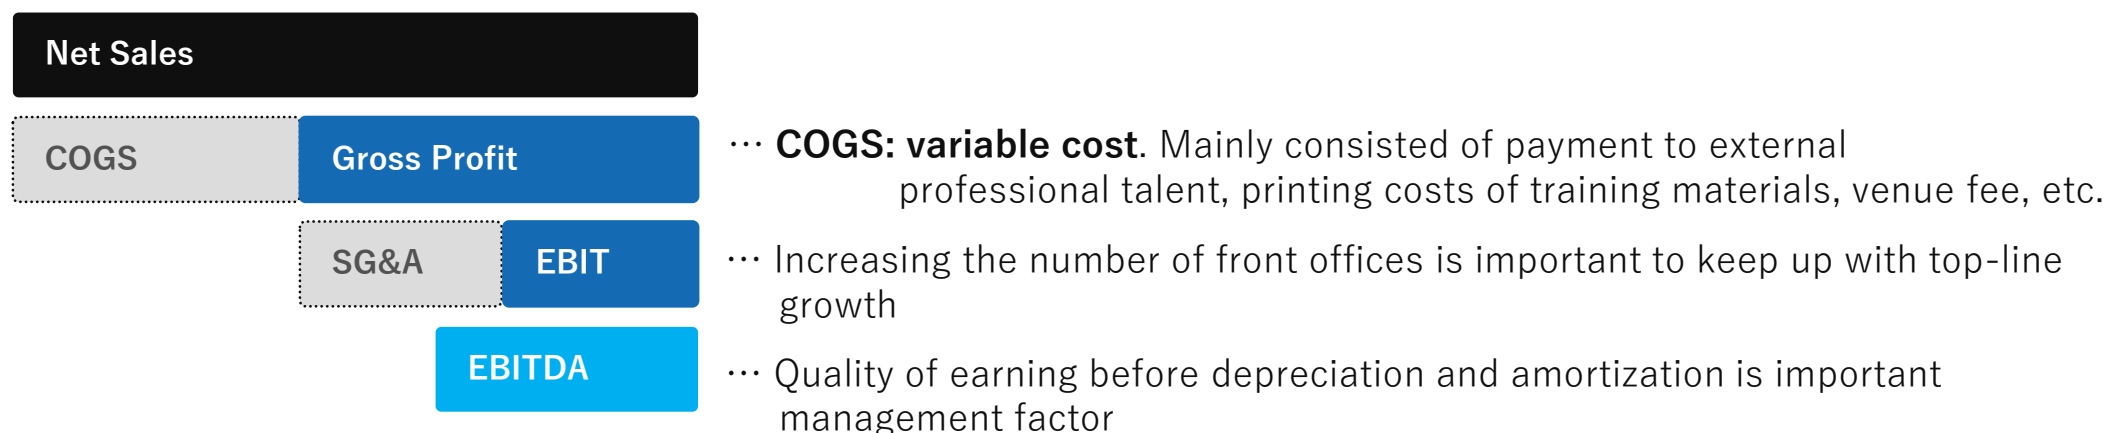 Net Sales
COGS Gross Profit
… COGS: variable cost. Mainly consisted of payment to external
professional talent, printing costs of training materials, venue fee, etc.
SG&A EBIT
… Increasing the number of front offices is important to keep up with top-line
growth
EBITDA
… Quality of earning before depreciation and amortization is important
management factor